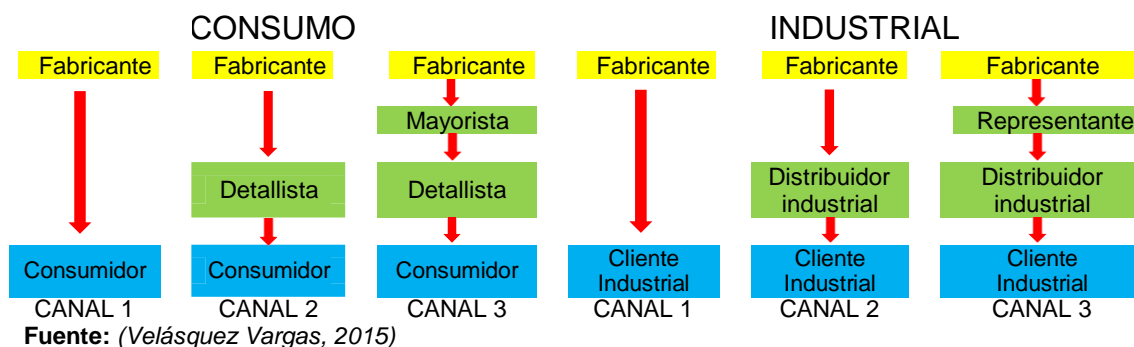 CONSUMO
INDUSTRIAL
Fabricante
Fabricante
Fabricante
Fabricante
Fabricante
Fabricante
Mayorista
Representante
Detallista
Detallista
Distribuidor
industrial
Distribuidor
industrial
Consumidor
Consumidor
Consumidor
Cliente
Industrial
Cliente
Industrial
Cliente
Industrial
CANAL 1
CANAL 2
CANAL 3
CANAL 1
CANAL 2
CANAL 3
Fuente: (Velásquez Vargas, 2015)